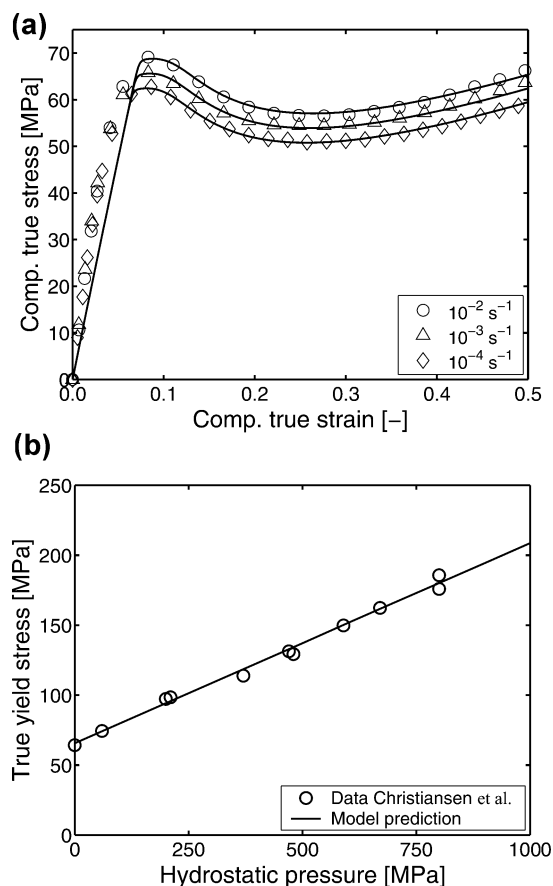 (a)
70
60
50
40
30
20
10
0
Comp. true stress [MPa]
10⁻² s⁻¹
10⁻³ s⁻¹
10⁻⁴ s⁻¹
0.0 0.1 0.2 0.3 0.4 0.5
Comp. true strain [−]
(b)
250
200
150
100
50
0
True yield stress [MPa]
Data Christiansen et al.
Model prediction
0 250 500 750 1000
Hydrostatic pressure [MPa]